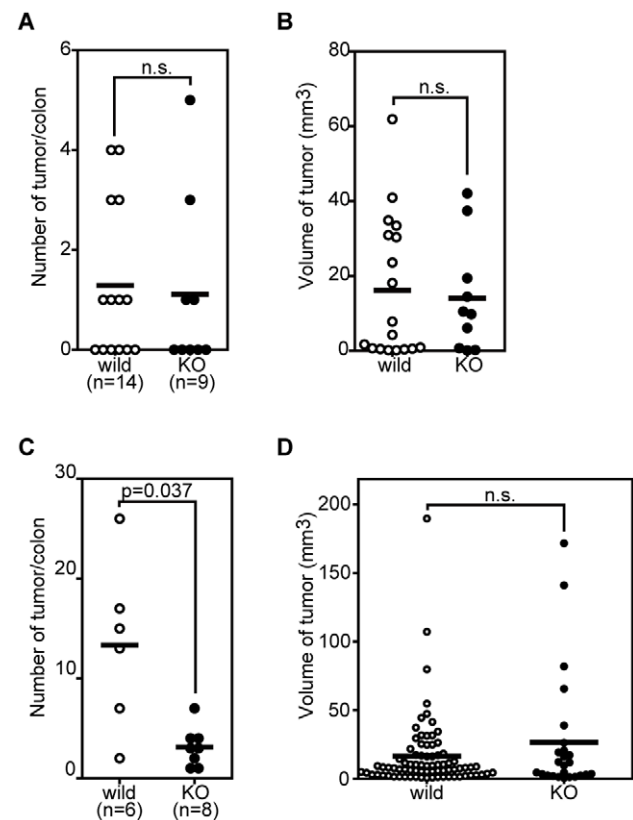 A
Number of tumor/colon
6
4
2
0
n.s.
wild
(n=14)
KO
(n=9)
B
Volume of tumor (mm3)
80
60
40
20
0
n.s.
wild
KO
C
Number of tumor/colon
30
20
10
0
p=0.037
wild
(n=6)
KO
(n=8)
D
Volume of tumor (mm3)
200
150
100
50
0
n.s.
wild
KO